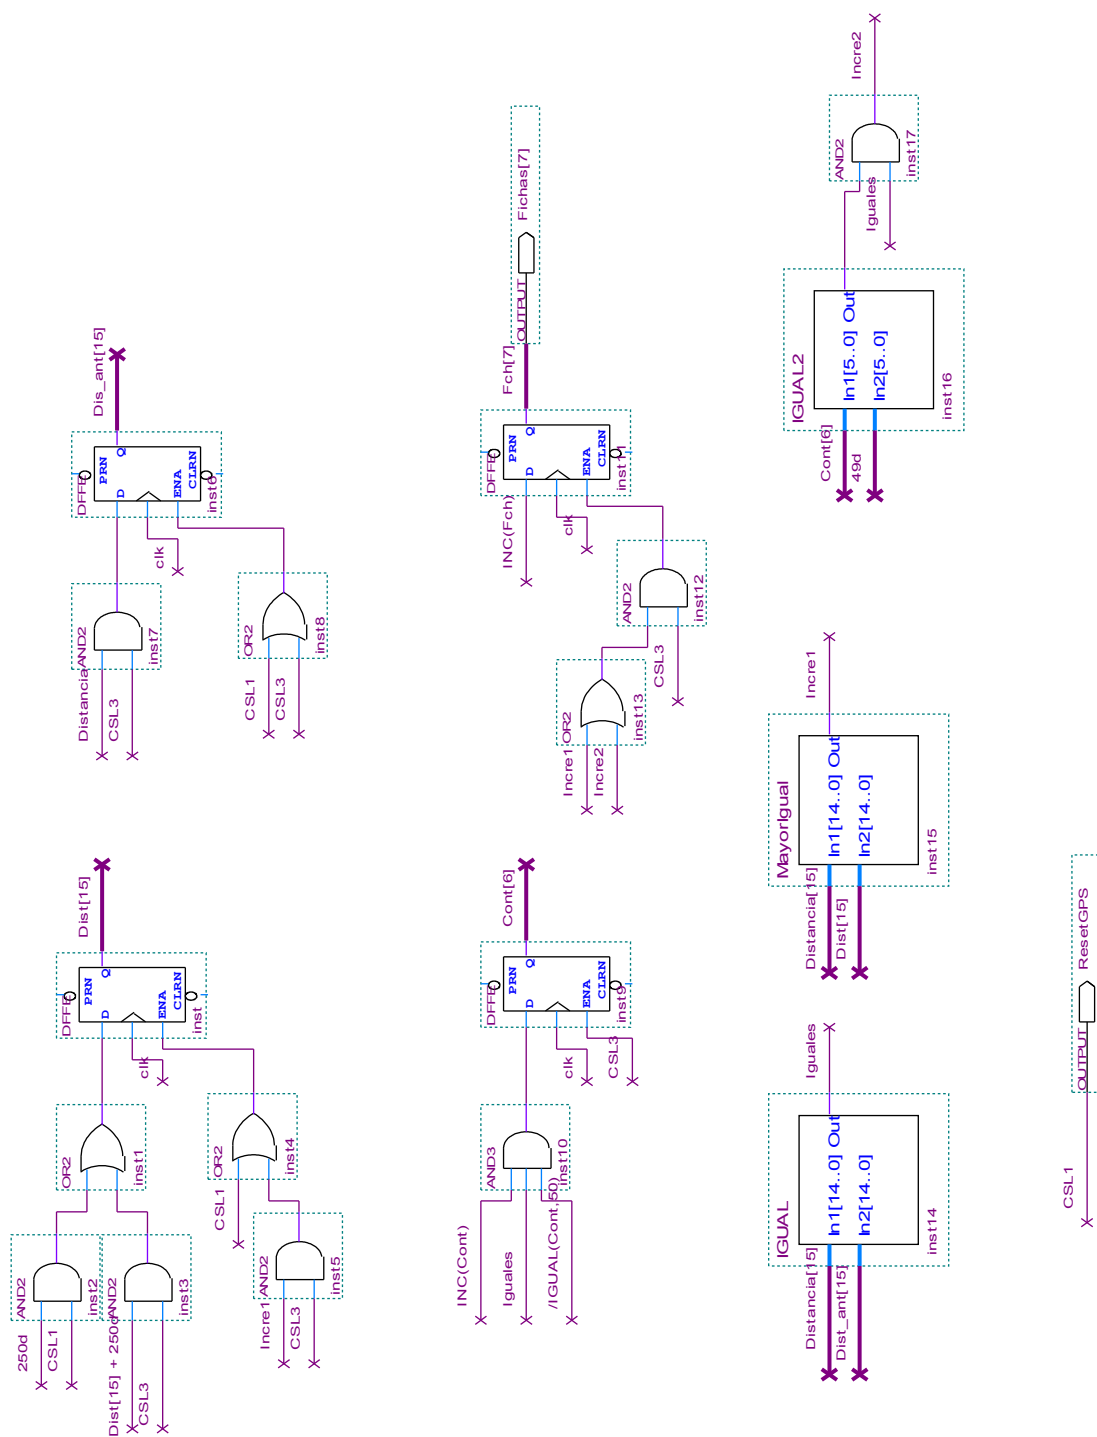 250d
CSL1
AND2
inst2
Dist[15] + 250d
CSL3
AND2
inst3
OR2
inst1
CSL1
OR2
inst4
Incre1
CSL3
AND2
inst5
clk
DFFE
PRN
D
Q
ENA
CLRN
inst
Dist[15]
Distancia
CSL3
AND2
inst7
CSL1
CSL3
OR2
inst8
clk
DFFE
PRN
D
Q
ENA
CLRN
inst6
Dis_ant[15]
INC(Cont)
Iguales
/IGUAL(Cont,50)
AND3
inst10
clk
CSL3
DFFE
PRN
D
Q
ENA
CLRN
inst9
Cont[6]
Incre1
Incre2
OR2
inst13
CSL3
AND2
inst12
INC(Fch)
clk
DFFE
PRN
D
Q
ENA
CLRN
inst11
Fch[7]
OUTPUT
Fichas[7]
Distancia[15]
Dist_ant[15]
IGUAL
In1[14..0] Out
In2[14..0]
inst14
Iguales
Distancia[15]
Dist[15]
MayorIgual
In1[14..0] Out
In2[14..0]
inst15
Incre1
Cont[6]
49d
IGUAL2
In1[5..0] Out
In2[5..0]
inst16
Iguales
AND2
inst17
Incre2
CSL1
OUTPUT
ResetGPS